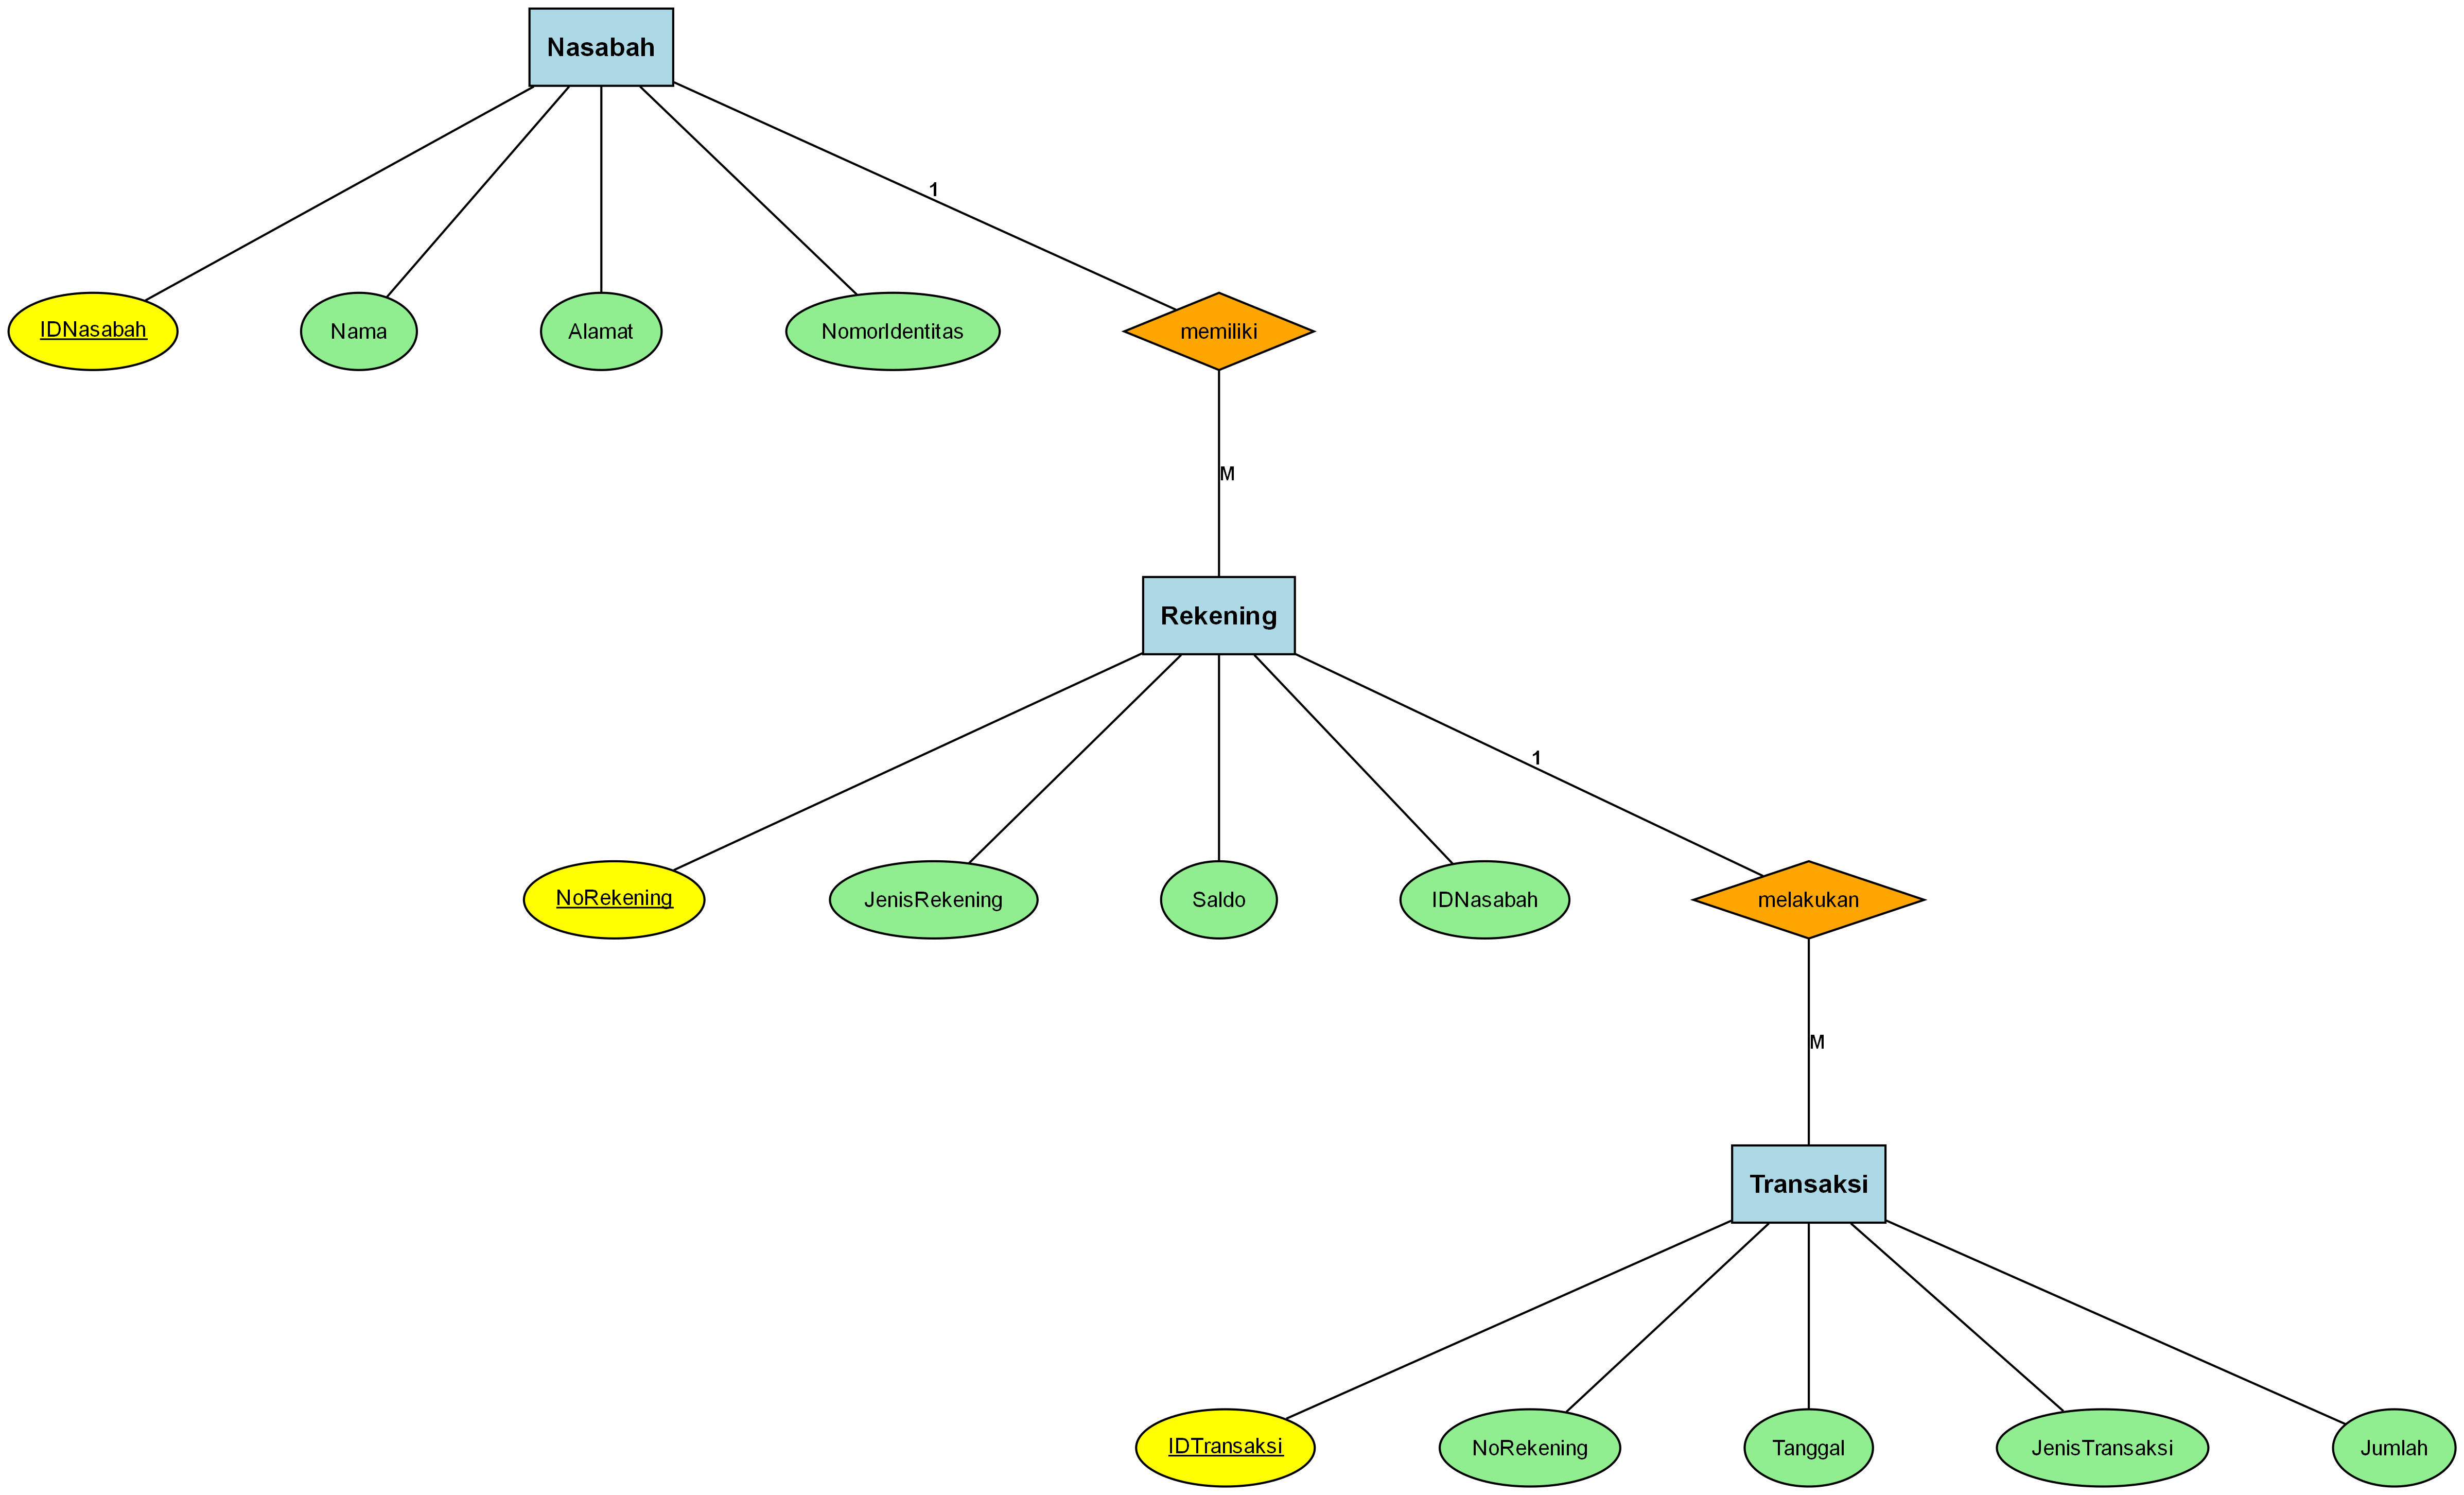 Nasabah
1
IDNasabah
Nama
Alamat
NomorIdentitas
memiliki
M
Rekening
1
NoRekening
JenisRekening
Saldo
IDNasabah
melakukan
M
Transaksi
IDTransaksi
NoRekening
Tanggal
JenisTransaksi
Jumlah